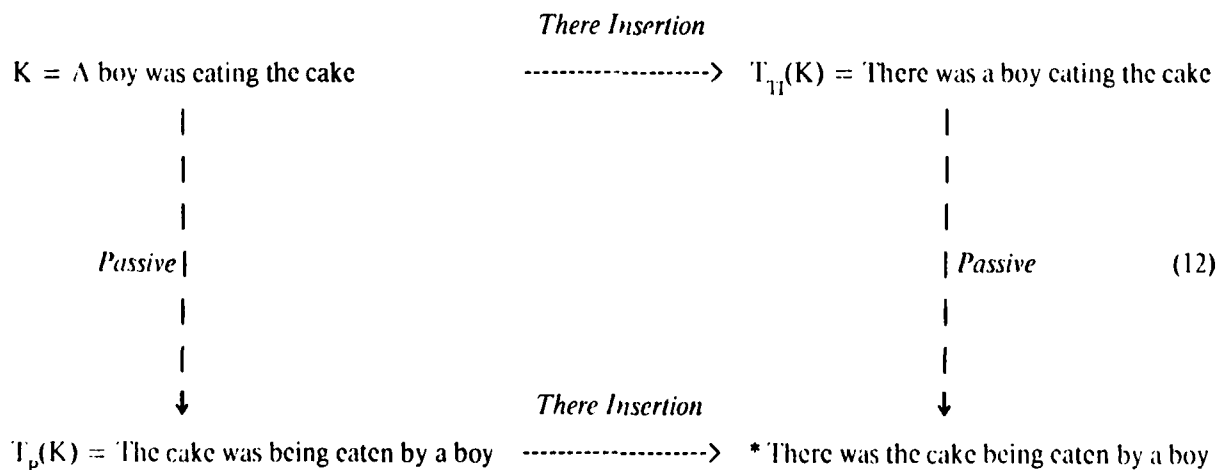 There Insertion
K = A boy was eating the cake ----------------------> T_TI(K) = There was a boy eating the cake
Passive Passive (12)
There Insertion
T_p(K) = The cake was being eaten by a boy ----------------------> * There was the cake being eaten by a boy